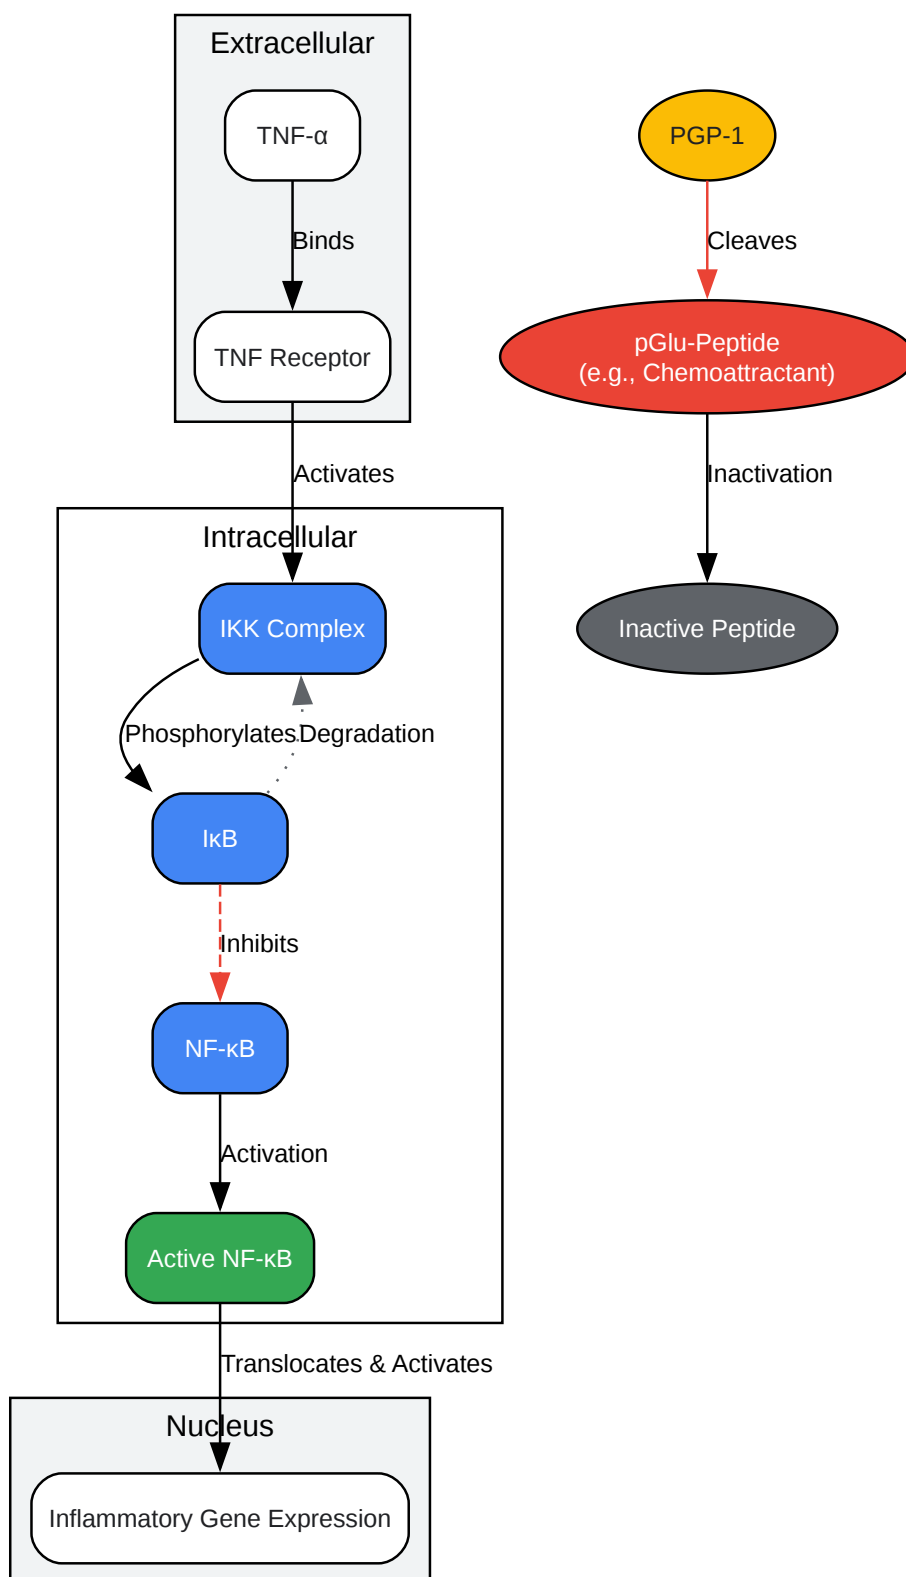 Extracellular
TNF-α
PGP-1
Binds
Cleaves
TNF Receptor
pGlu-Peptide
(e.g., Chemoattractant)
Activates
Inactivation
Intracellular
IKK Complex
Inactive Peptide
Phosphorylates
Degradation
IκB
Inhibits
NF-κB
Activation
Active NF-κB
Translocates & Activates
Nucleus
Inflammatory Gene Expression